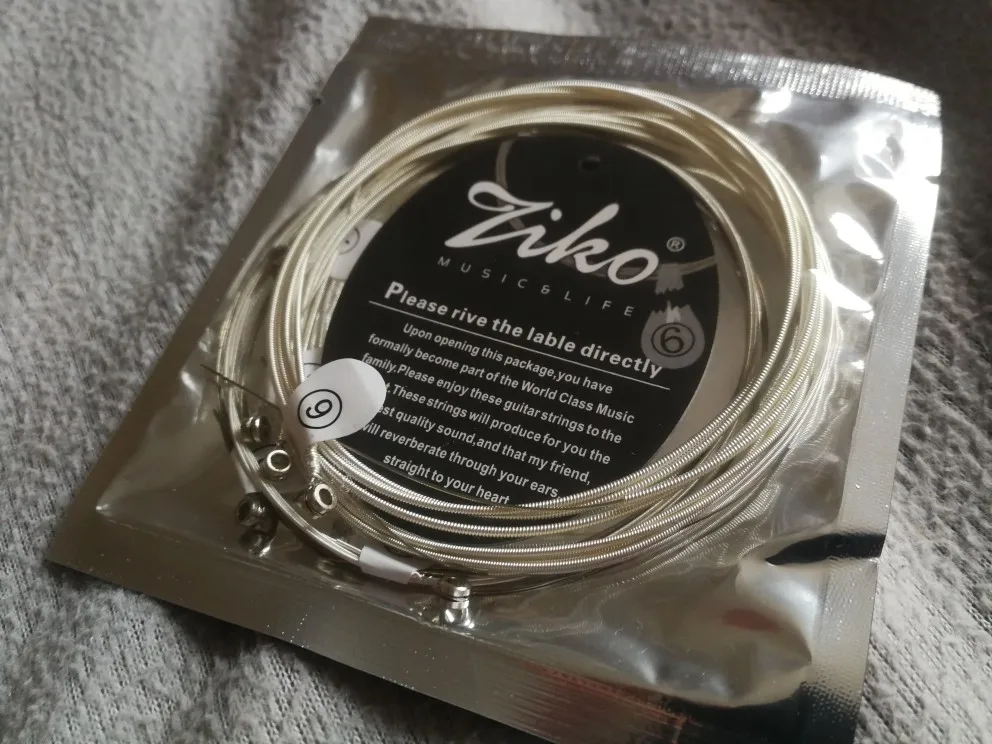 Ziko ®
MUSIC & LIFE
Please rive the lable directly
6
Upon opening this package,you have
formally become part of the World Class Music
family.Please enjoy these guitar strings to the
These strings will produce for you the
quality sound,and that my friend,
reverberate through your ears
straight to your heart
6